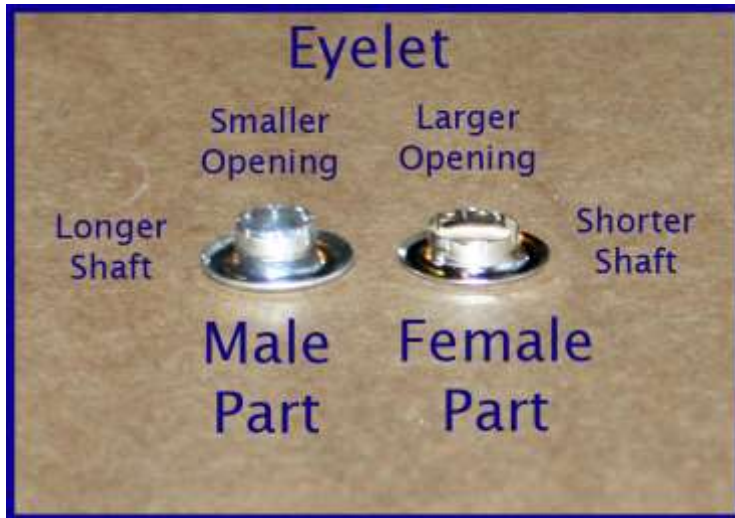 Eyelet
Smaller
Opening
Larger
Opening
Longer
Shaft
Shorter
Shaft
Male
Part
Female
Part